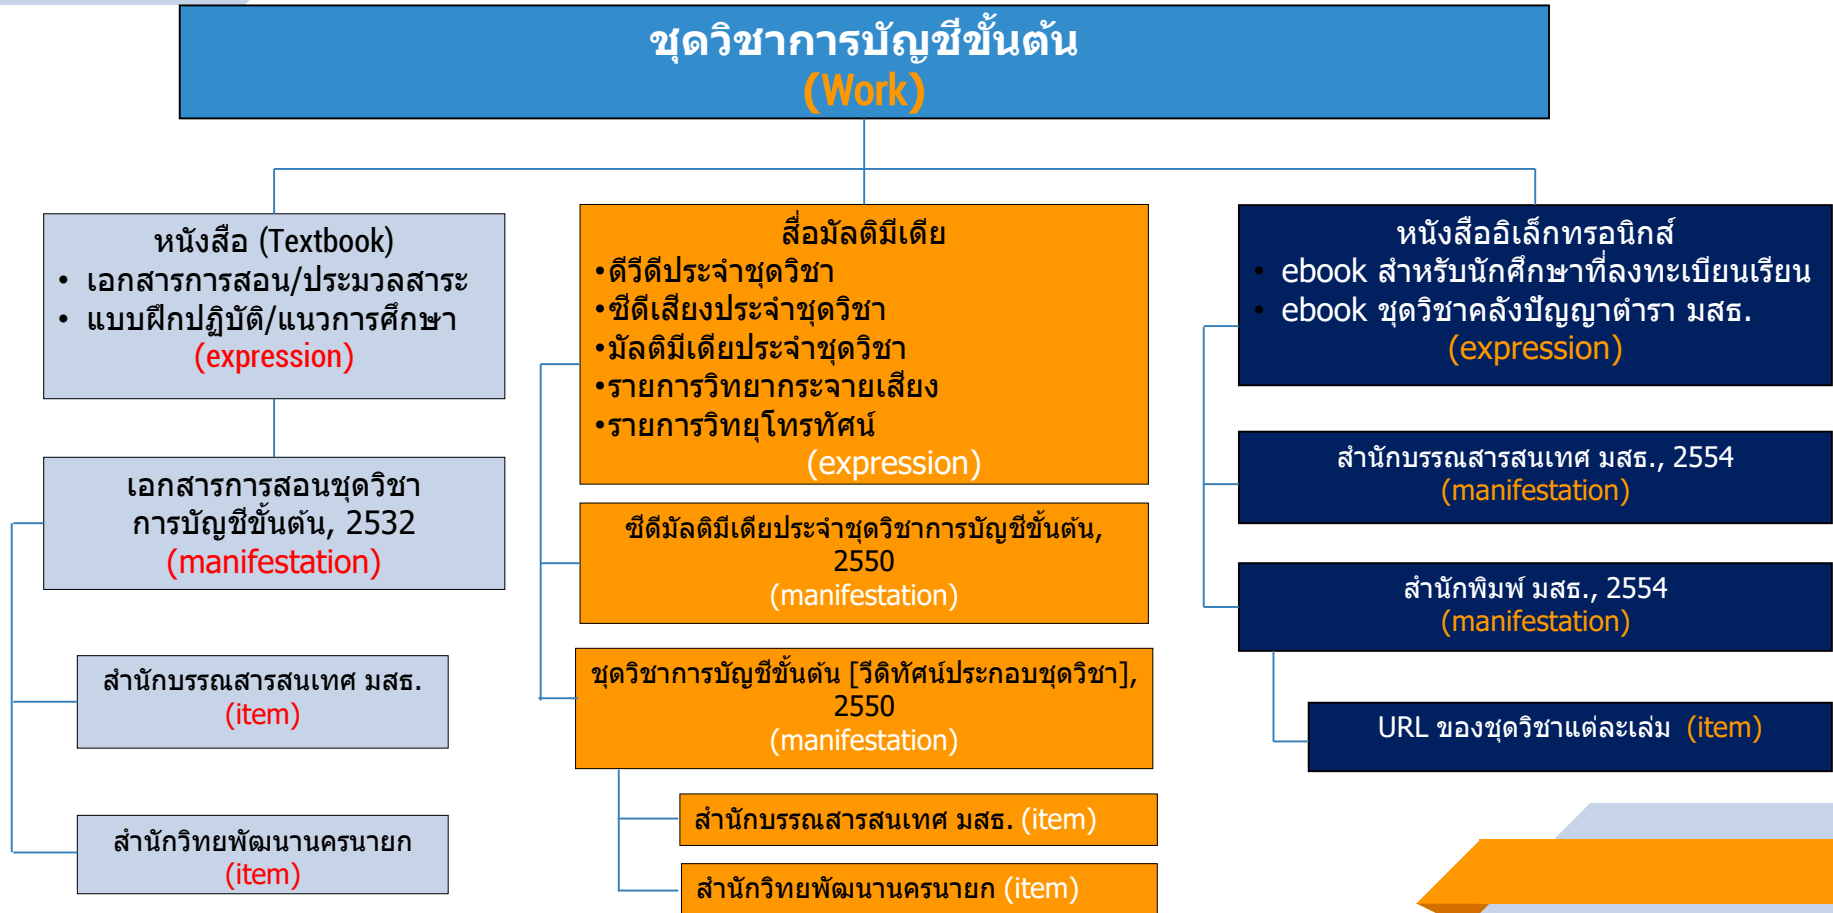 ชุดวิชาการบัญชีขั้นต้น
(Work)
หนังสือ (Textbook)
• เอกสารการสอน/ประมวลสาระ
• แบบฝึกปฏิบัติ/แนวการศึกษา
(expression)
เอกสารการสอนชุดวิชา
การบัญชีขั้นต้น, 2532
(manifestation)
สำนักบรรณสารสนเทศ มสธ.
(item)
สำนักวิทยพัฒนานครนายก
(item)
สื่อมัลติมีเดีย
•ดีวีดีประจำชุดวิชา
•ซีดีเสียงประจำชุดวิชา
•มัลติมีเดียประจำชุดวิชา
•รายการวิทยากระจายเสียง
•รายการวิทยุโทรทัศน์
(expression)
ซีดีมัลติมีเดียประจำชุดวิชาการบัญชีขั้นต้น,
2550
(manifestation)
ชุดวิชาการบัญชีขั้นต้น [วีดิทัศน์ประกอบชุดวิชา],
2550
(manifestation)
สำนักบรรณสารสนเทศ มสธ. (item)
สำนักวิทยพัฒนานครนายก (item)
หนังสืออิเล็กทรอนิกส์
• ebook สำหรับนักศึกษาที่ลงทะเบียนเรียน
• ebook ชุดวิชาคลังปัญญาตำรา มสธ.
(expression)
สำนักบรรณสารสนเทศ มสธ., 2554
(manifestation)
สำนักพิมพ์ มสธ., 2554
(manifestation)
URL ของชุดวิชาแต่ละเล่ม (item)